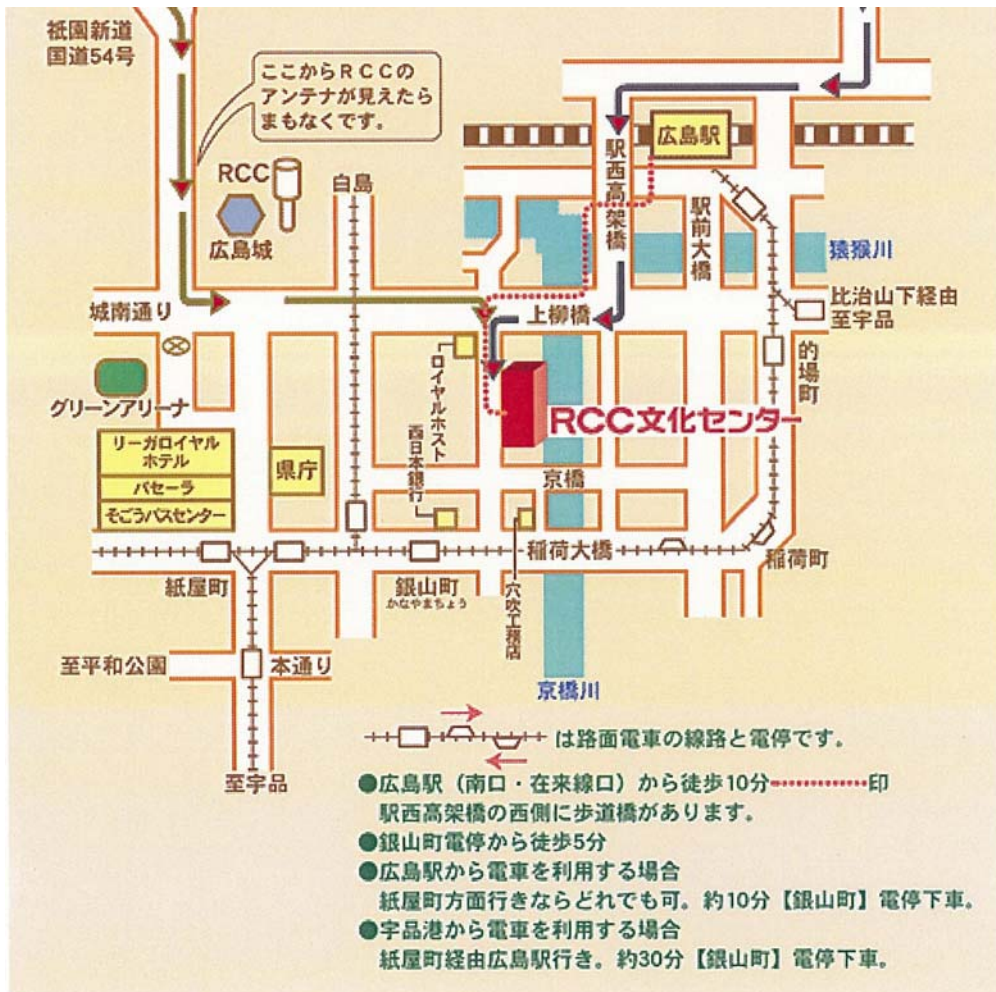 祇園新道
国道54号
ここからRCCの
アンテナが見えたら
まもなくです。
RCC
広島城
白島
広島駅
駅西高架橋
駅前大橋
猿猴川
城南通り
上柳橋
比治山下経由
至宇品
的場町
グリーンアリーナ
ロイヤルホスト
RCC文化センター
リーガロイヤル
ホテル
パセーラ
そごうバスセンター
県庁
西日本銀行
京橋
稲荷大橋
稲荷町
紙屋町
銀山町
かなやまちょう
穴吹工務店
至平和公園
本通り
京橋川
至宇品
は路面電車の線路と電停です。
●広島駅(南口・在来線口)から徒歩10分 印
駅西高架橋の西側に歩道橋があります。
●銀山町電停から徒歩5分
●広島駅から電車を利用する場合
紙屋町方面行きならどれでも可。約10分【銀山町】電停下車。
●宇品港から電車を利用する場合
紙屋町経由広島駅行き。約30分【銀山町】電停下車。